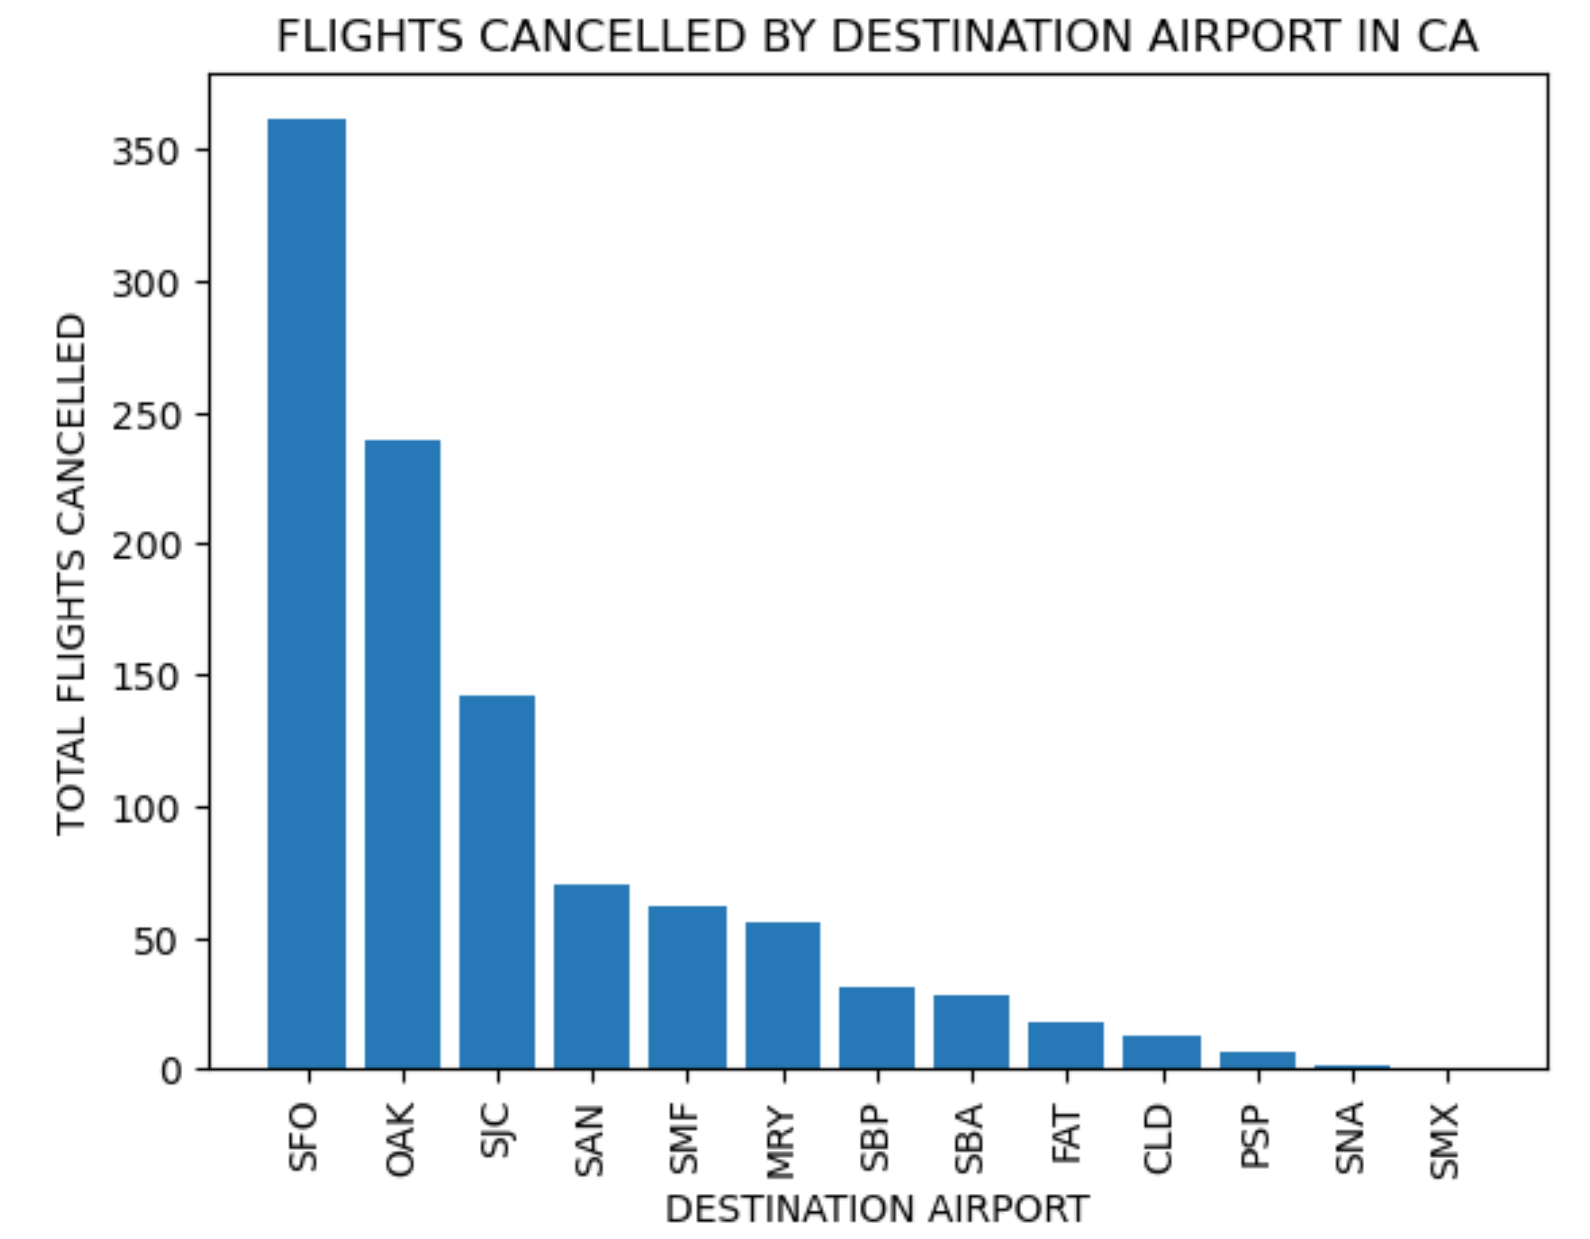 FLIGHTS CANCELLED BY DESTINATION AIRPORT IN CA
TOTAL FLIGHTS CANCELLED
350
300
250
200
150
100
50
0
SFO
OAK
SJC
SAN
SMF
MRY
SBP
SBA
FAT
CLD
PSP
SNA
SMX
DESTINATION AIRPORT